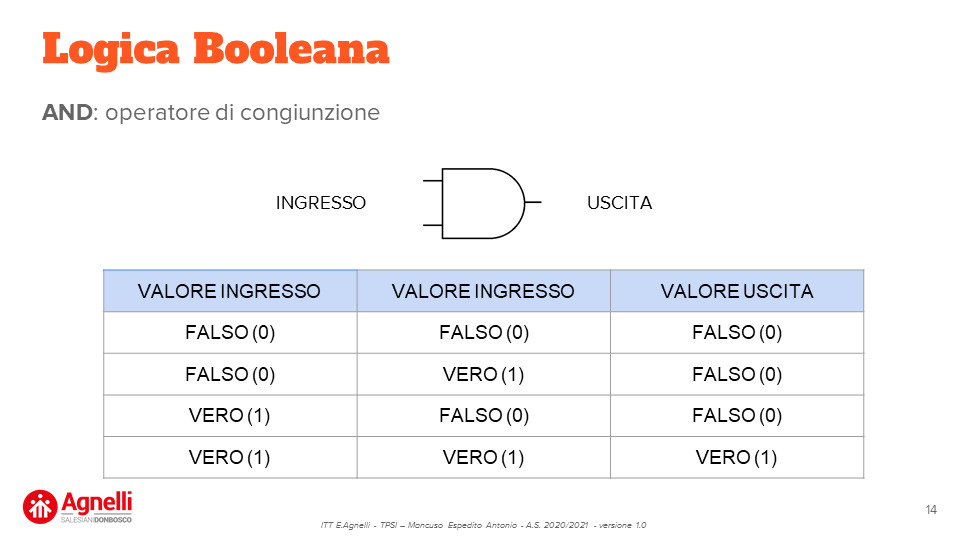 Logica Booleana
AND: operatore di congiunzione
INGRESSO USCITA
VALORE INGRESSO VALORE INGRESSO VALORE USCITA
FALSO (0) FALSO (0) FALSO (0)
FALSO (0) VERO (1) FALSO (0)
VERO (1) FALSO (0) FALSO (0)
VERO (1) VERO (1) VERO (1)
Agnelli
SALESIANI DONBOSCO
14
ITT E.Agnelli - TPSI – Mancuso Espedito Antonio - A.S. 2020/2021 - versione 1.0